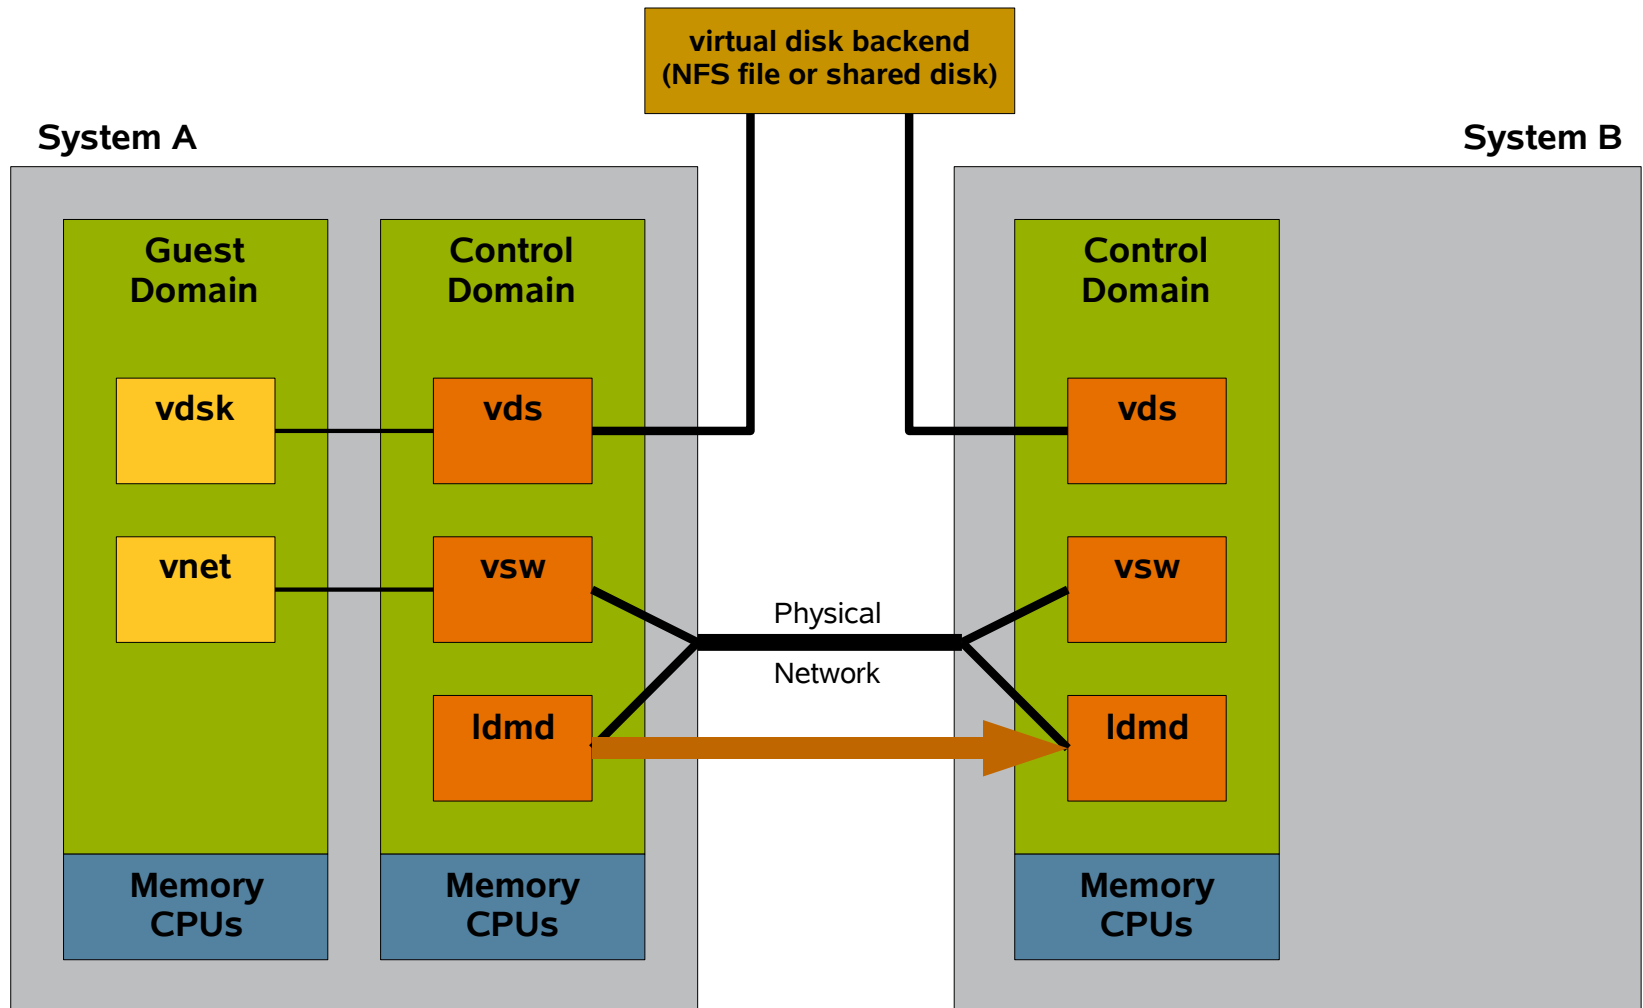 virtual disk backend
(NFS file or shared disk)
System A
System B
Guest
Domain
Control
Domain
Control
Domain
vdsk
vds
vds
vnet
vsw
vsw
Physical
Network
ldmd
ldmd
Memory
CPUs
Memory
CPUs
Memory
CPUs